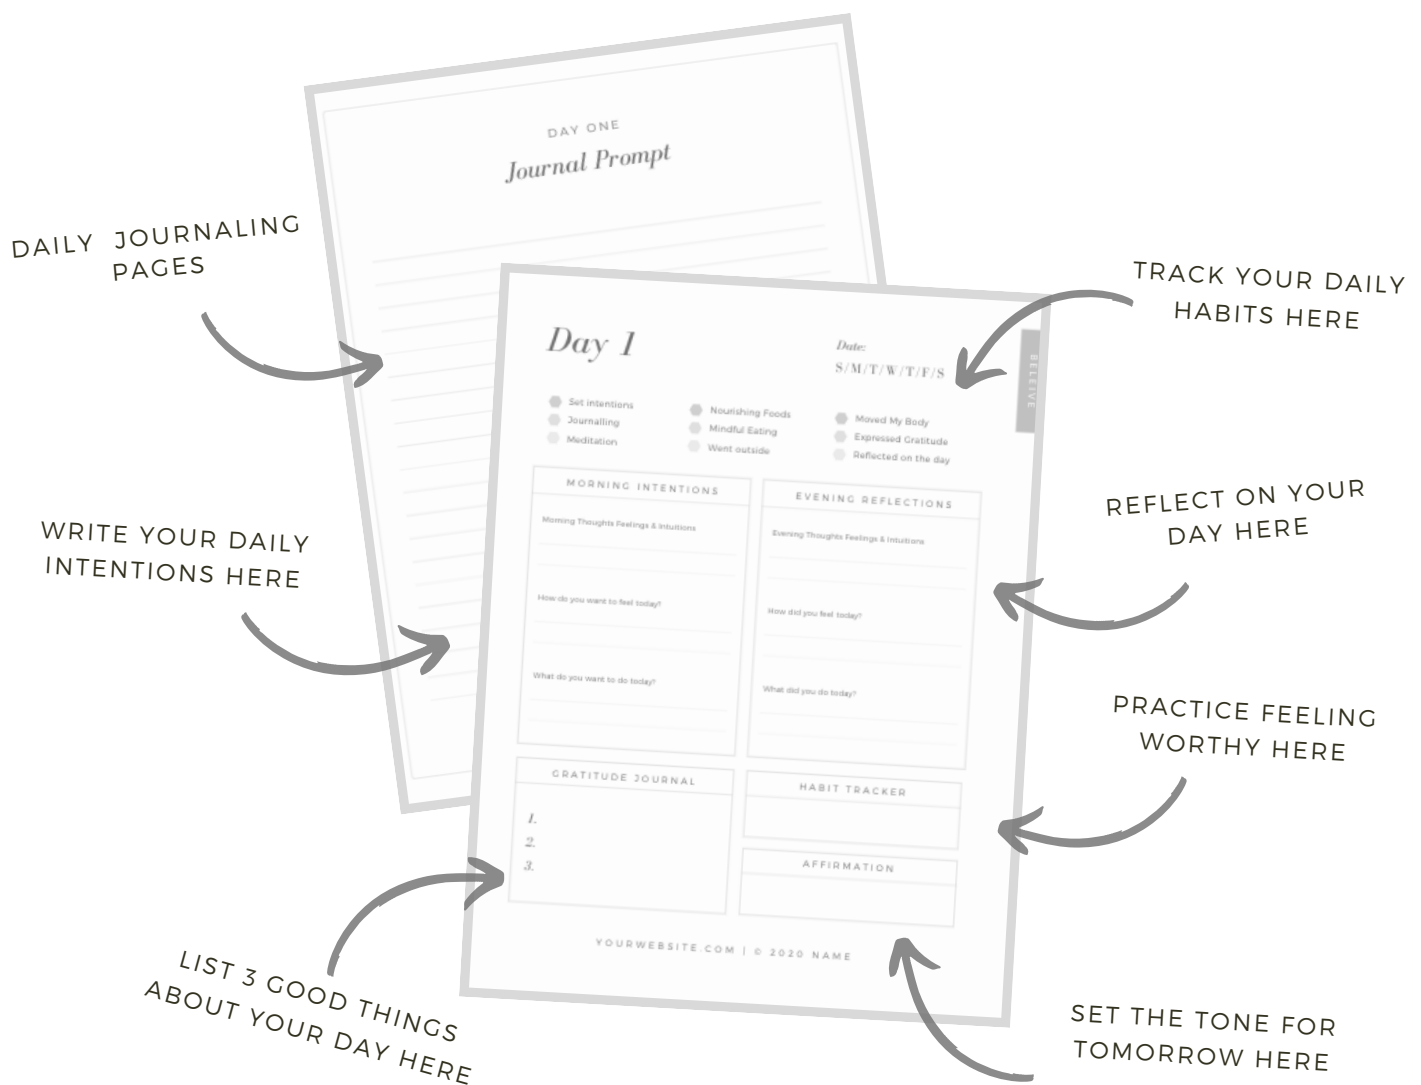 DAY ONE
Journal Prompt
DAILY JOURNALING
PAGES
TRACK YOUR DAILY
HABITS HERE
Day 1
Date:
S/M/T/W/T/F/S
BELEIVE
Set intentions
Journalling
Meditation
Nourishing Foods
Mindful Eating
Went outside
Moved My Body
Expressed Gratitude
Reflected on the day
WRITE YOUR DAILY
INTENTIONS HERE
MORNING INTENTIONS
Morning Thoughts Feelings & Intuitions
How do you want to feel today?
What do you want to do today?
EVENING REFLECTIONS
Evening Thoughts Feelings & Intuitions
How did you feel today?
What did you do today?
REFLECT ON YOUR
DAY HERE
PRACTICE FEELING
WORTHY HERE
GRATITUDE JOURNAL
1.
2.
3.
HABIT TRACKER
AFFIRMATION
YOURWEBSITE.COM | © 2020 NAME
LIST 3 GOOD THINGS
ABOUT YOUR DAY HERE
SET THE TONE FOR
TOMORROW HERE